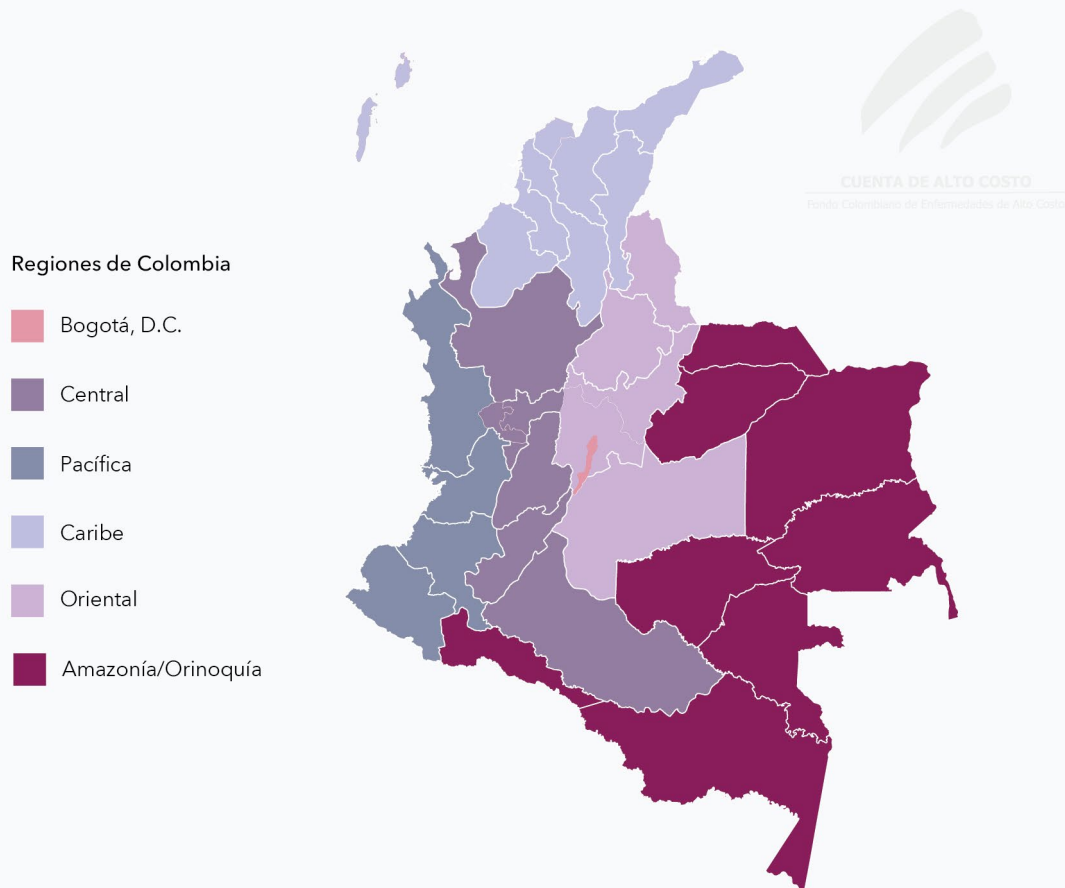 CUENTA DE ALTO COSTO
Fondo Colombiano de Enfermedades de Alto Costo
Regiones de Colombia
Bogotá, D.C.
Central
Pacífica
Caribe
Oriental
Amazonía/Orinoquía